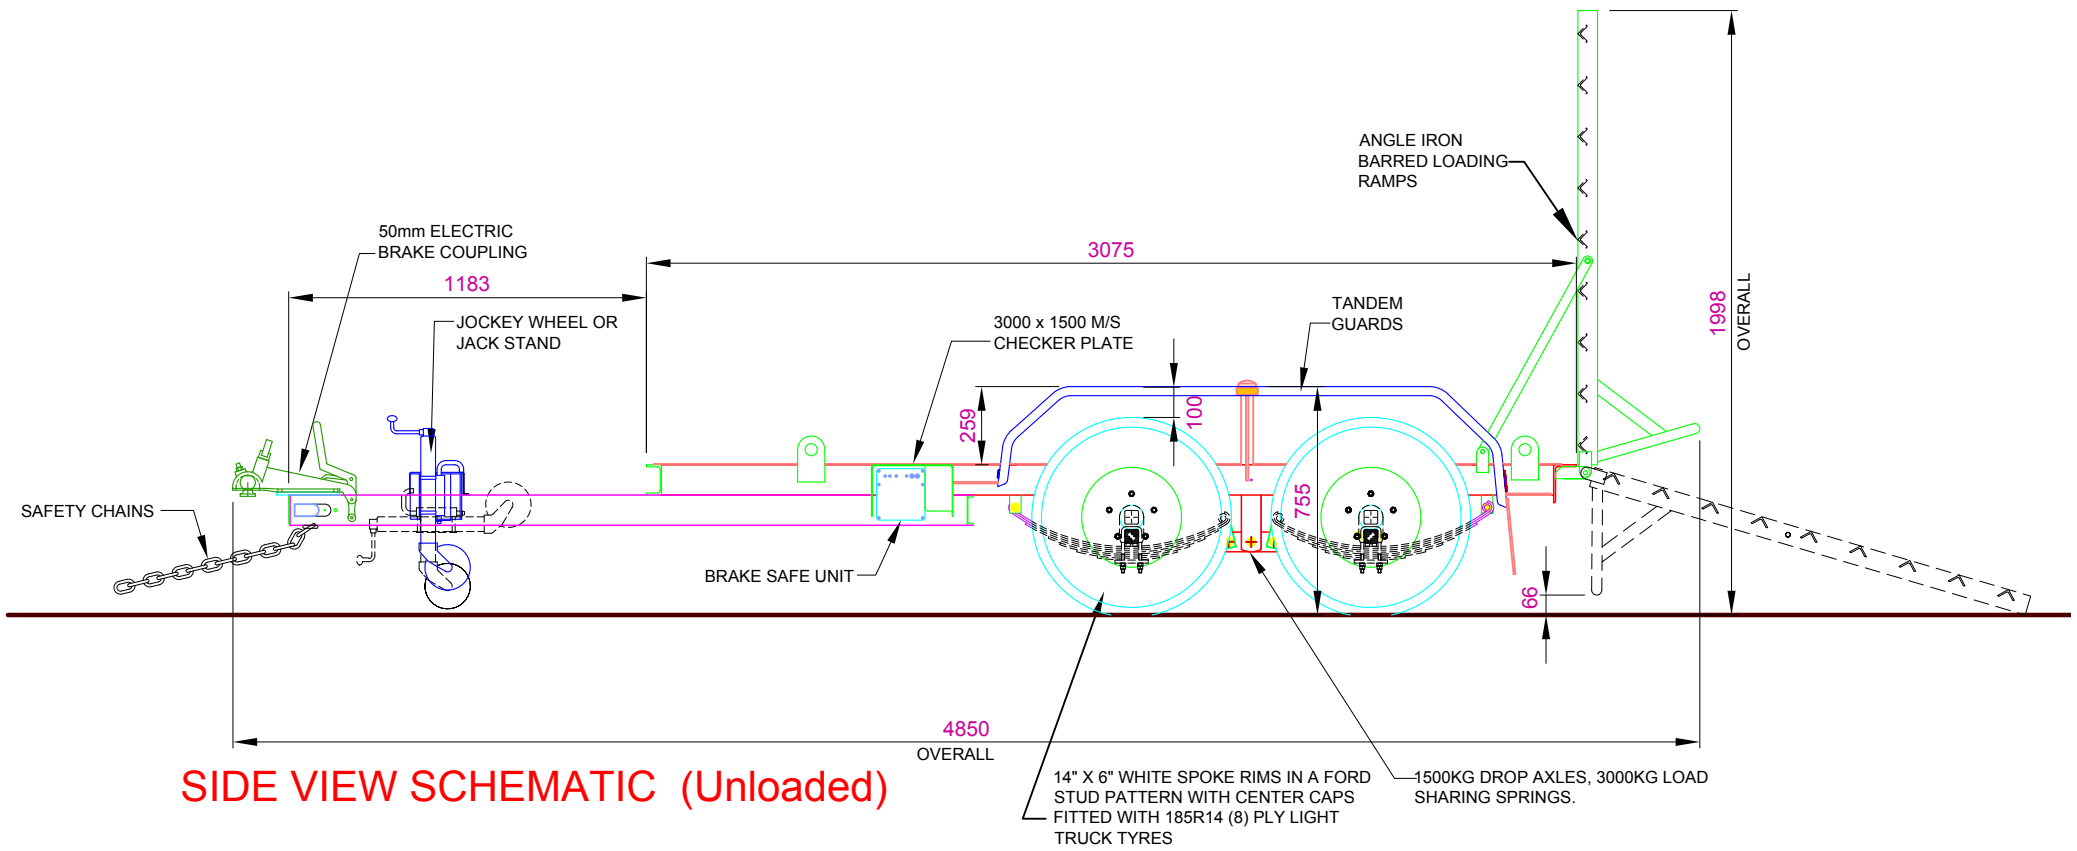 ANGLE IRON
BARRED LOADING
RAMPS
50mm ELECTRIC
BRAKE COUPLING
3075
1183
1998
OVERALL
JOCKEY WHEEL OR
JACK STAND
3000 x 1500 M/S
CHECKER PLATE
TANDEM
GUARDS
259
100
755
SAFETY CHAINS
BRAKE SAFE UNIT
66
4850
OVERALL
SIDE VIEW SCHEMATIC (Unloaded)
14" X 6" WHITE SPOKE RIMS IN A FORD
STUD PATTERN WITH CENTER CAPS
FITTED WITH 185R14 (8) PLY LIGHT
TRUCK TYRES
1500KG DROP AXLES, 3000KG LOAD
SHARING SPRINGS.